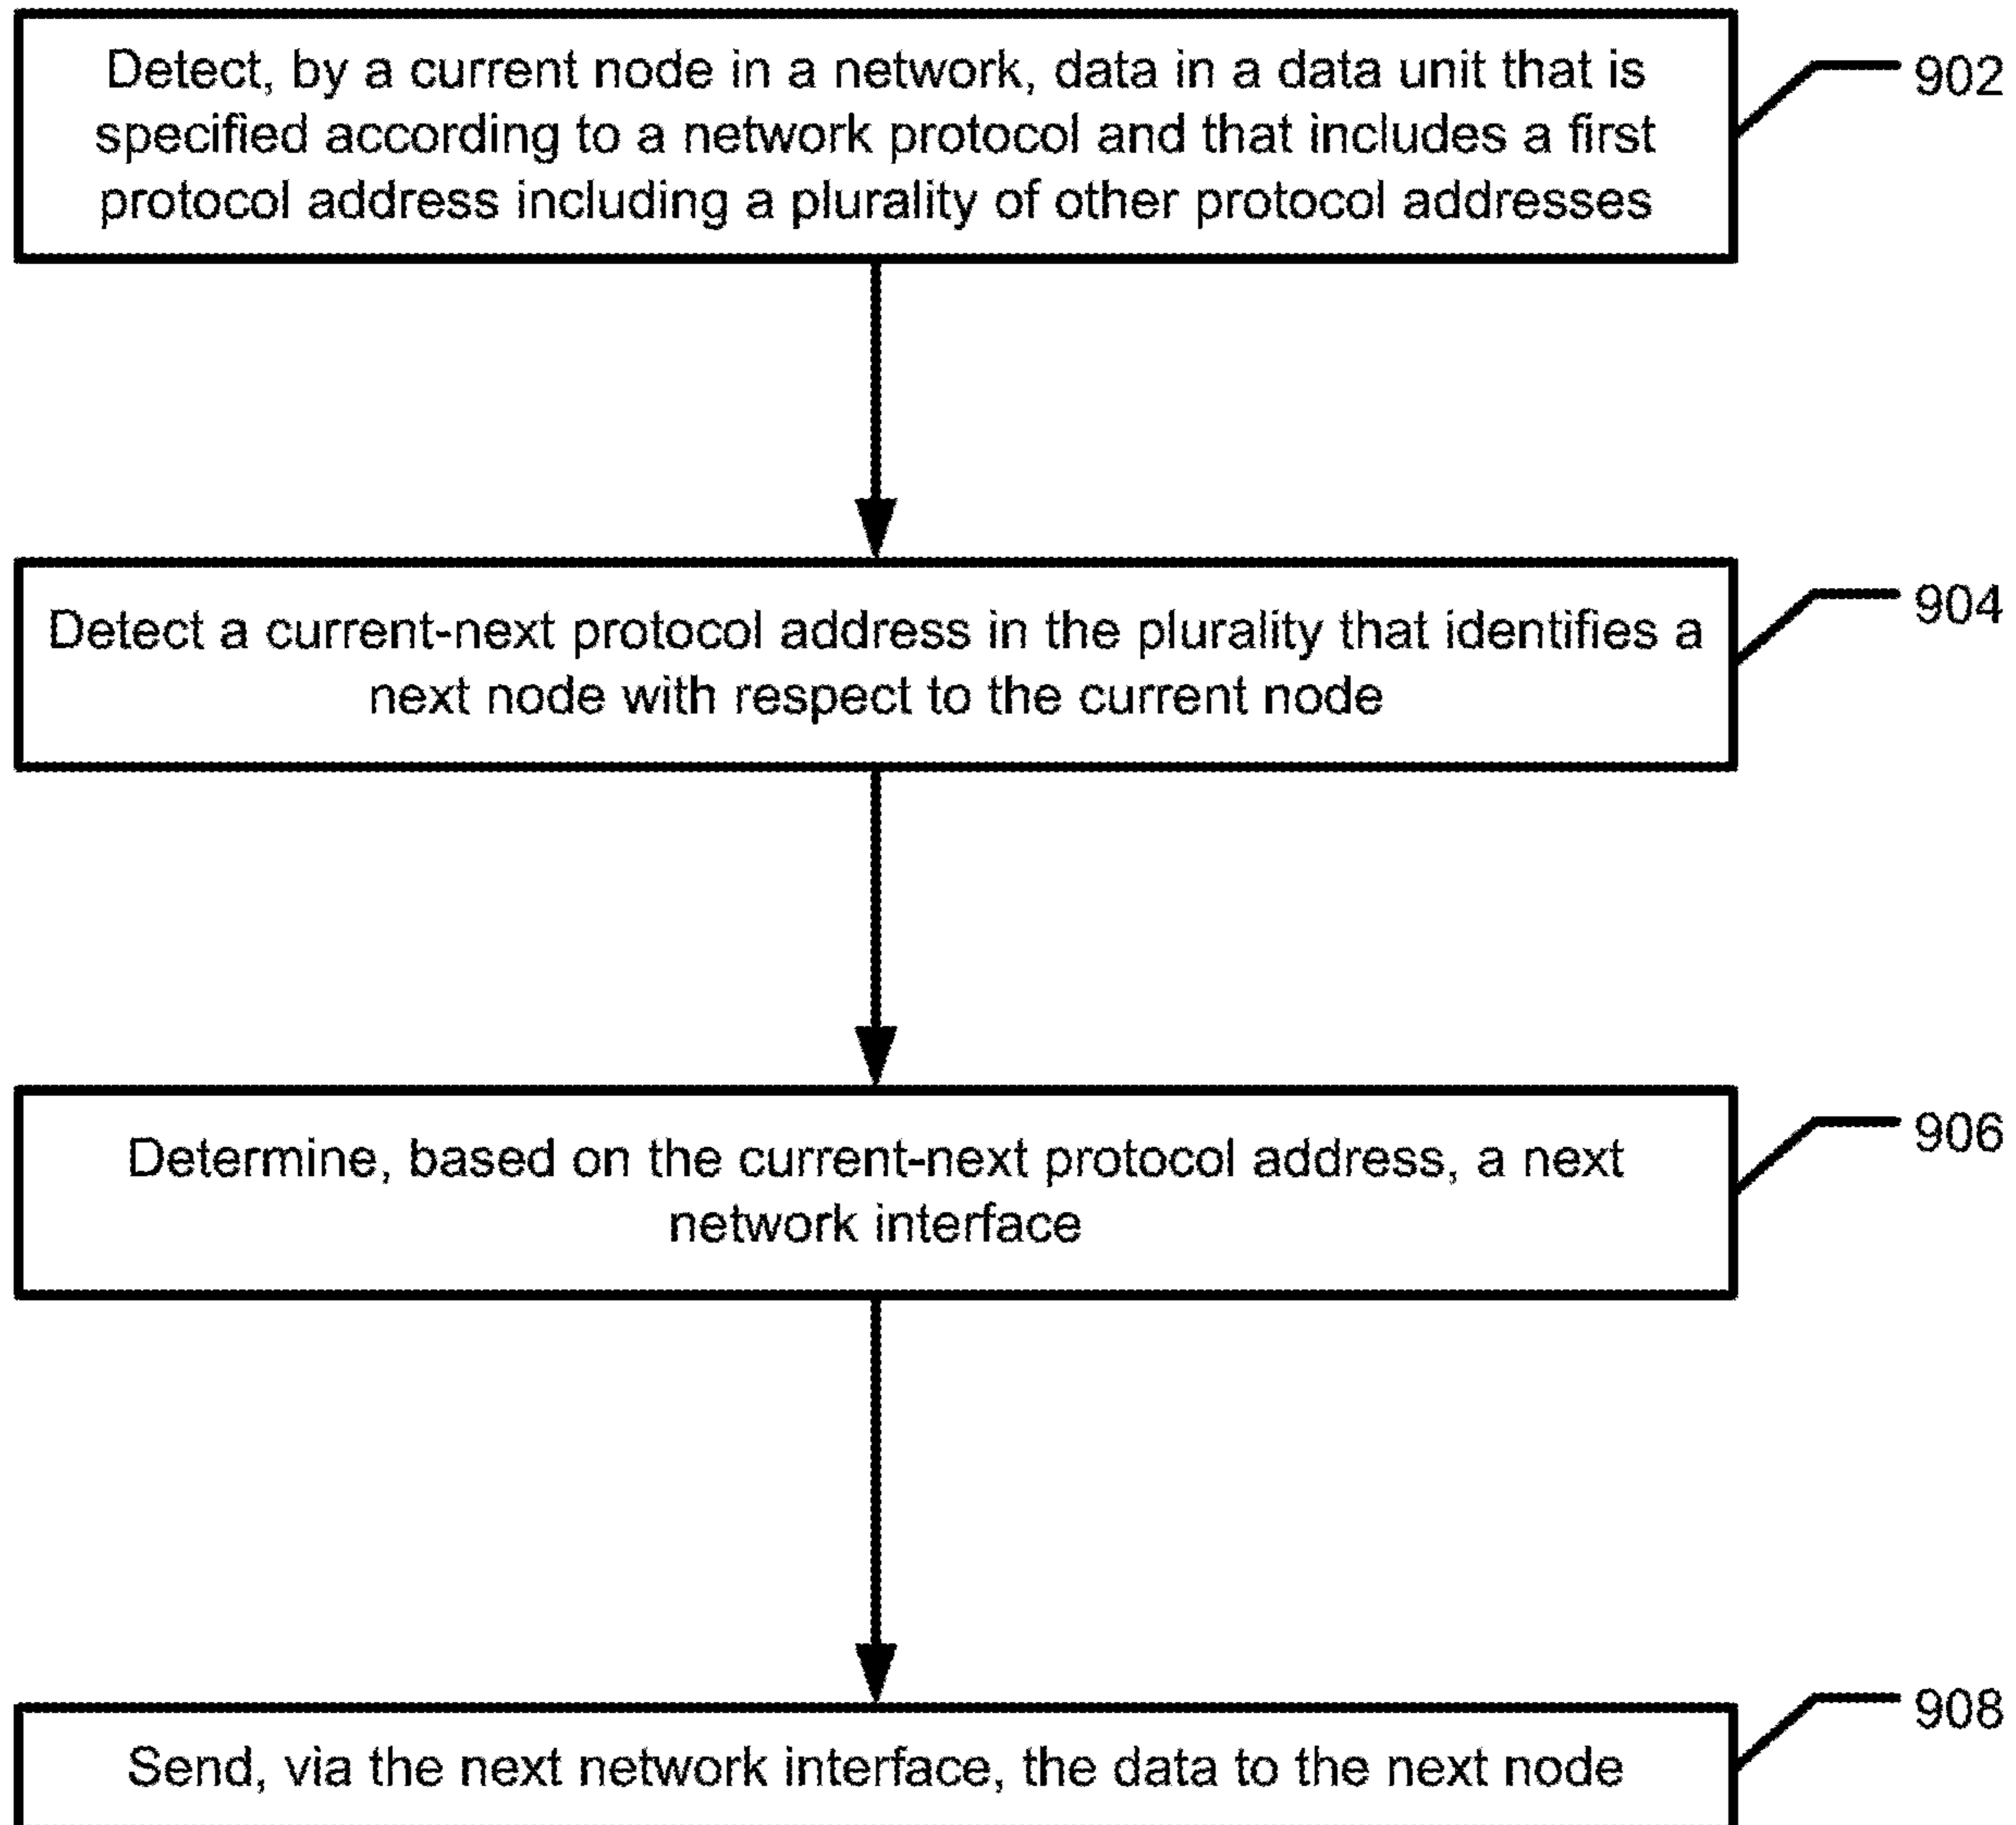 Detect, by a current node in a network, data in a data unit that is
specified according to a network protocol and that includes a first
protocol address including a plurality of other protocol addresses
902
Detect a current-next protocol address in the plurality that identifies a
next node with respect to the current node
904
Determine, based on the current-next protocol address, a next
network interface
906
Send, via the next network interface, the data to the next node
908